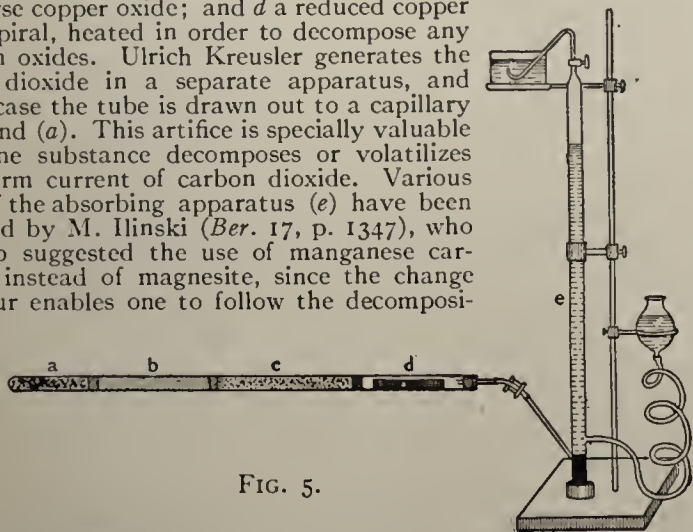 rse copper oxide; and d a reduced copper
piral, heated in order to decompose any
n oxides. Ulrich Kreusler generates the
dioxide in a separate apparatus, and
case the tube is drawn out to a capillary
nd (a). This artifice is specially valuable
ne substance decomposes or volatilizes
rm current of carbon dioxide. Various
f the absorbing apparatus (e) have been
d by M. Ilinski (Ber. 17, p. 1347), who
o suggested the use of manganese car-
instead of magnesite, since the change
ur enables one to follow the decomposi-
a b c d
e
FIG. 5.